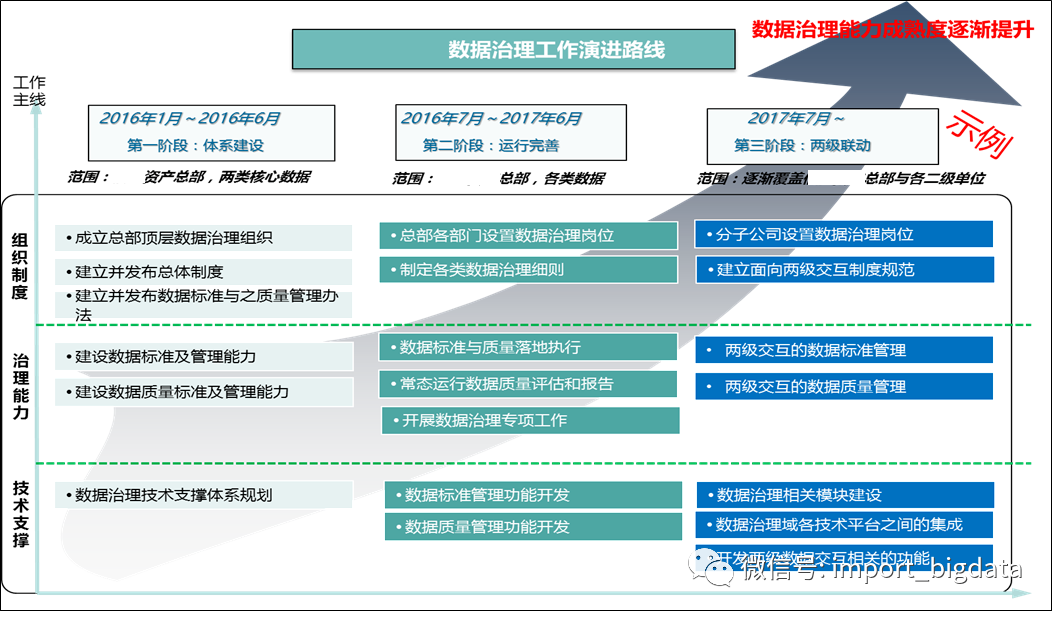 数据治理能力成熟度逐渐提升
数据治理工作演进路线
工作
主线
示例
2016年1月～2016年6月
第一阶段：体系建设
2016年7月～2017年6月
第二阶段：运行完善
2017年7月～
第三阶段：两级联动
范围： 资产总部，两类核心数据
范围： 总部，各类数据
范围：逐渐覆盖 总部与各二级单位
组织制度
•成立总部顶层数据治理组织
•建立并发布总体制度
•建立并发布数据标准与之质量管理办
法
•总部各部门设置数据治理岗位
•制定各类数据治理细则
•分子公司设置数据治理岗位
•建立面向两级交互制度规范
治理能力
•建设数据标准及管理能力
•建设数据质量标准及管理能力
•数据标准与质量落地执行
•常态运行数据质量评估和报告
•开展数据治理专项工作
• 两级交互的数据标准管理
• 两级交互的数据质量管理
技术支撑
•数据治理技术支撑体系规划
•数据标准管理功能开发
•数据质量管理功能开发
•数据治理相关模块建设
•数据治理域各技术平台之间的集成
开发两级数据交互相关的功能
微信号: import_bigdata